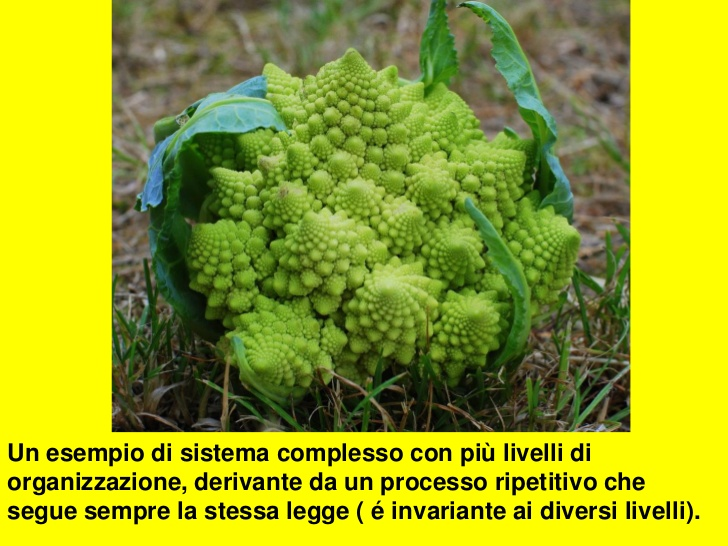 Un esempio di sistema complesso con più livelli di
organizzazione, derivante da un processo ripetitivo che
segue sempre la stessa legge ( é invariante ai diversi livelli).